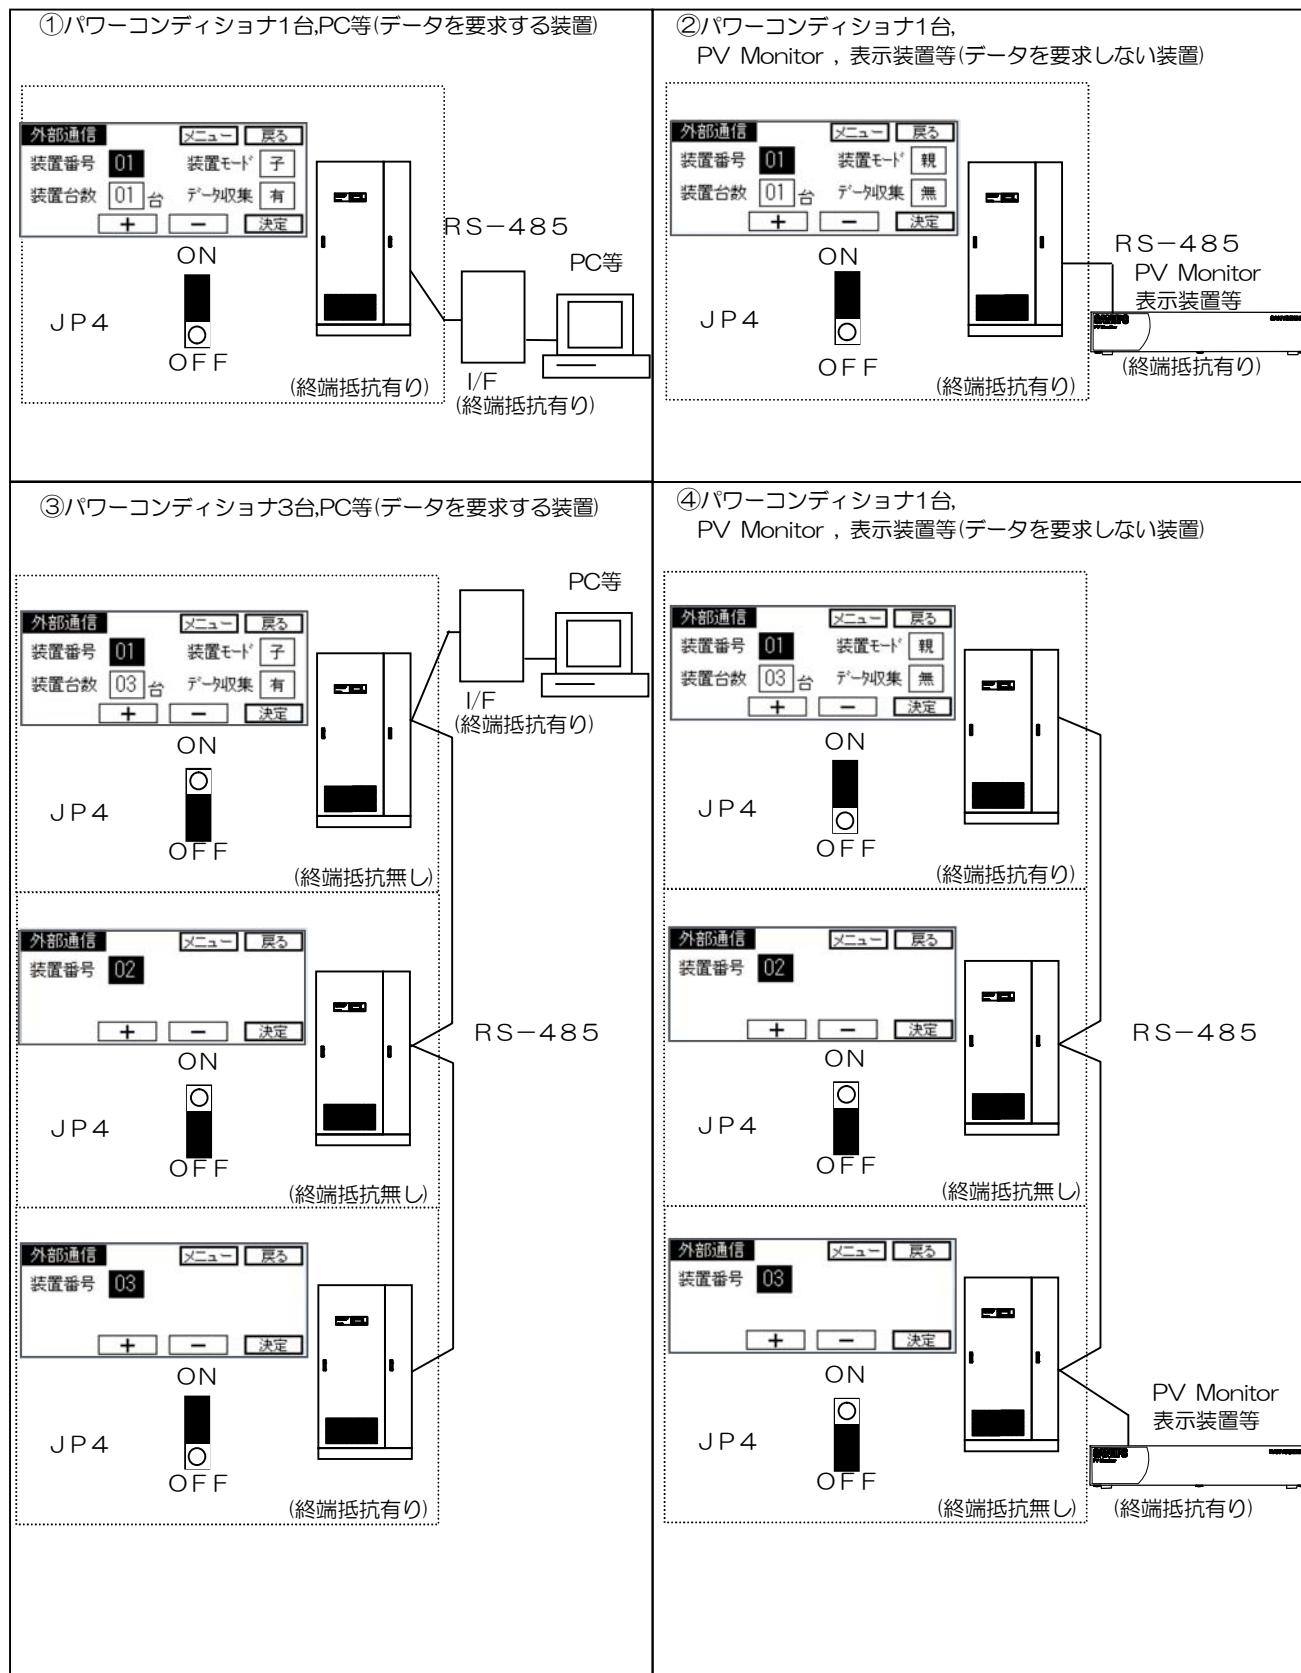 ①パワーコンディショナ1台,PC等(データを要求する装置)
外部通信 メニュー 戻る
装置番号 01 装置モード 子
装置台数 01 台 データ収集 有
＋ － 決定
ON
JP4
OFF
(終端抵抗有り)
RS－485
PC等
I/F
(終端抵抗有り)
②パワーコンディショナ1台,
PV Monitor , 表示装置等(データを要求しない装置)
外部通信 メニュー 戻る
装置番号 01 装置モード 親
装置台数 01 台 データ収集 無
＋ － 決定
ON
JP4
OFF
(終端抵抗有り)
RS－485
PV Monitor
表示装置等
(終端抵抗有り)
③パワーコンディショナ3台,PC等(データを要求する装置)
PC等
I/F
(終端抵抗有り)
外部通信 メニュー 戻る
装置番号 01 装置モード 子
装置台数 03 台 データ収集 有
＋ － 決定
ON
JP4
OFF
(終端抵抗無し)
外部通信 メニュー 戻る
装置番号 02
＋ － 決定
ON
JP4
OFF
(終端抵抗無し)
RS－485
外部通信 メニュー 戻る
装置番号 03
＋ － 決定
ON
JP4
OFF
(終端抵抗有り)
④パワーコンディショナ1台,
PV Monitor , 表示装置等(データを要求しない装置)
外部通信 メニュー 戻る
装置番号 01 装置モード 親
装置台数 03 台 データ収集 無
＋ － 決定
ON
JP4
OFF
(終端抵抗有り)
外部通信 メニュー 戻る
装置番号 02
＋ － 決定
ON
JP4
OFF
(終端抵抗無し)
RS－485
外部通信 メニュー 戻る
装置番号 03
＋ － 決定
ON
JP4
OFF
(終端抵抗無し)
PV Monitor
表示装置等
(終端抵抗有り)